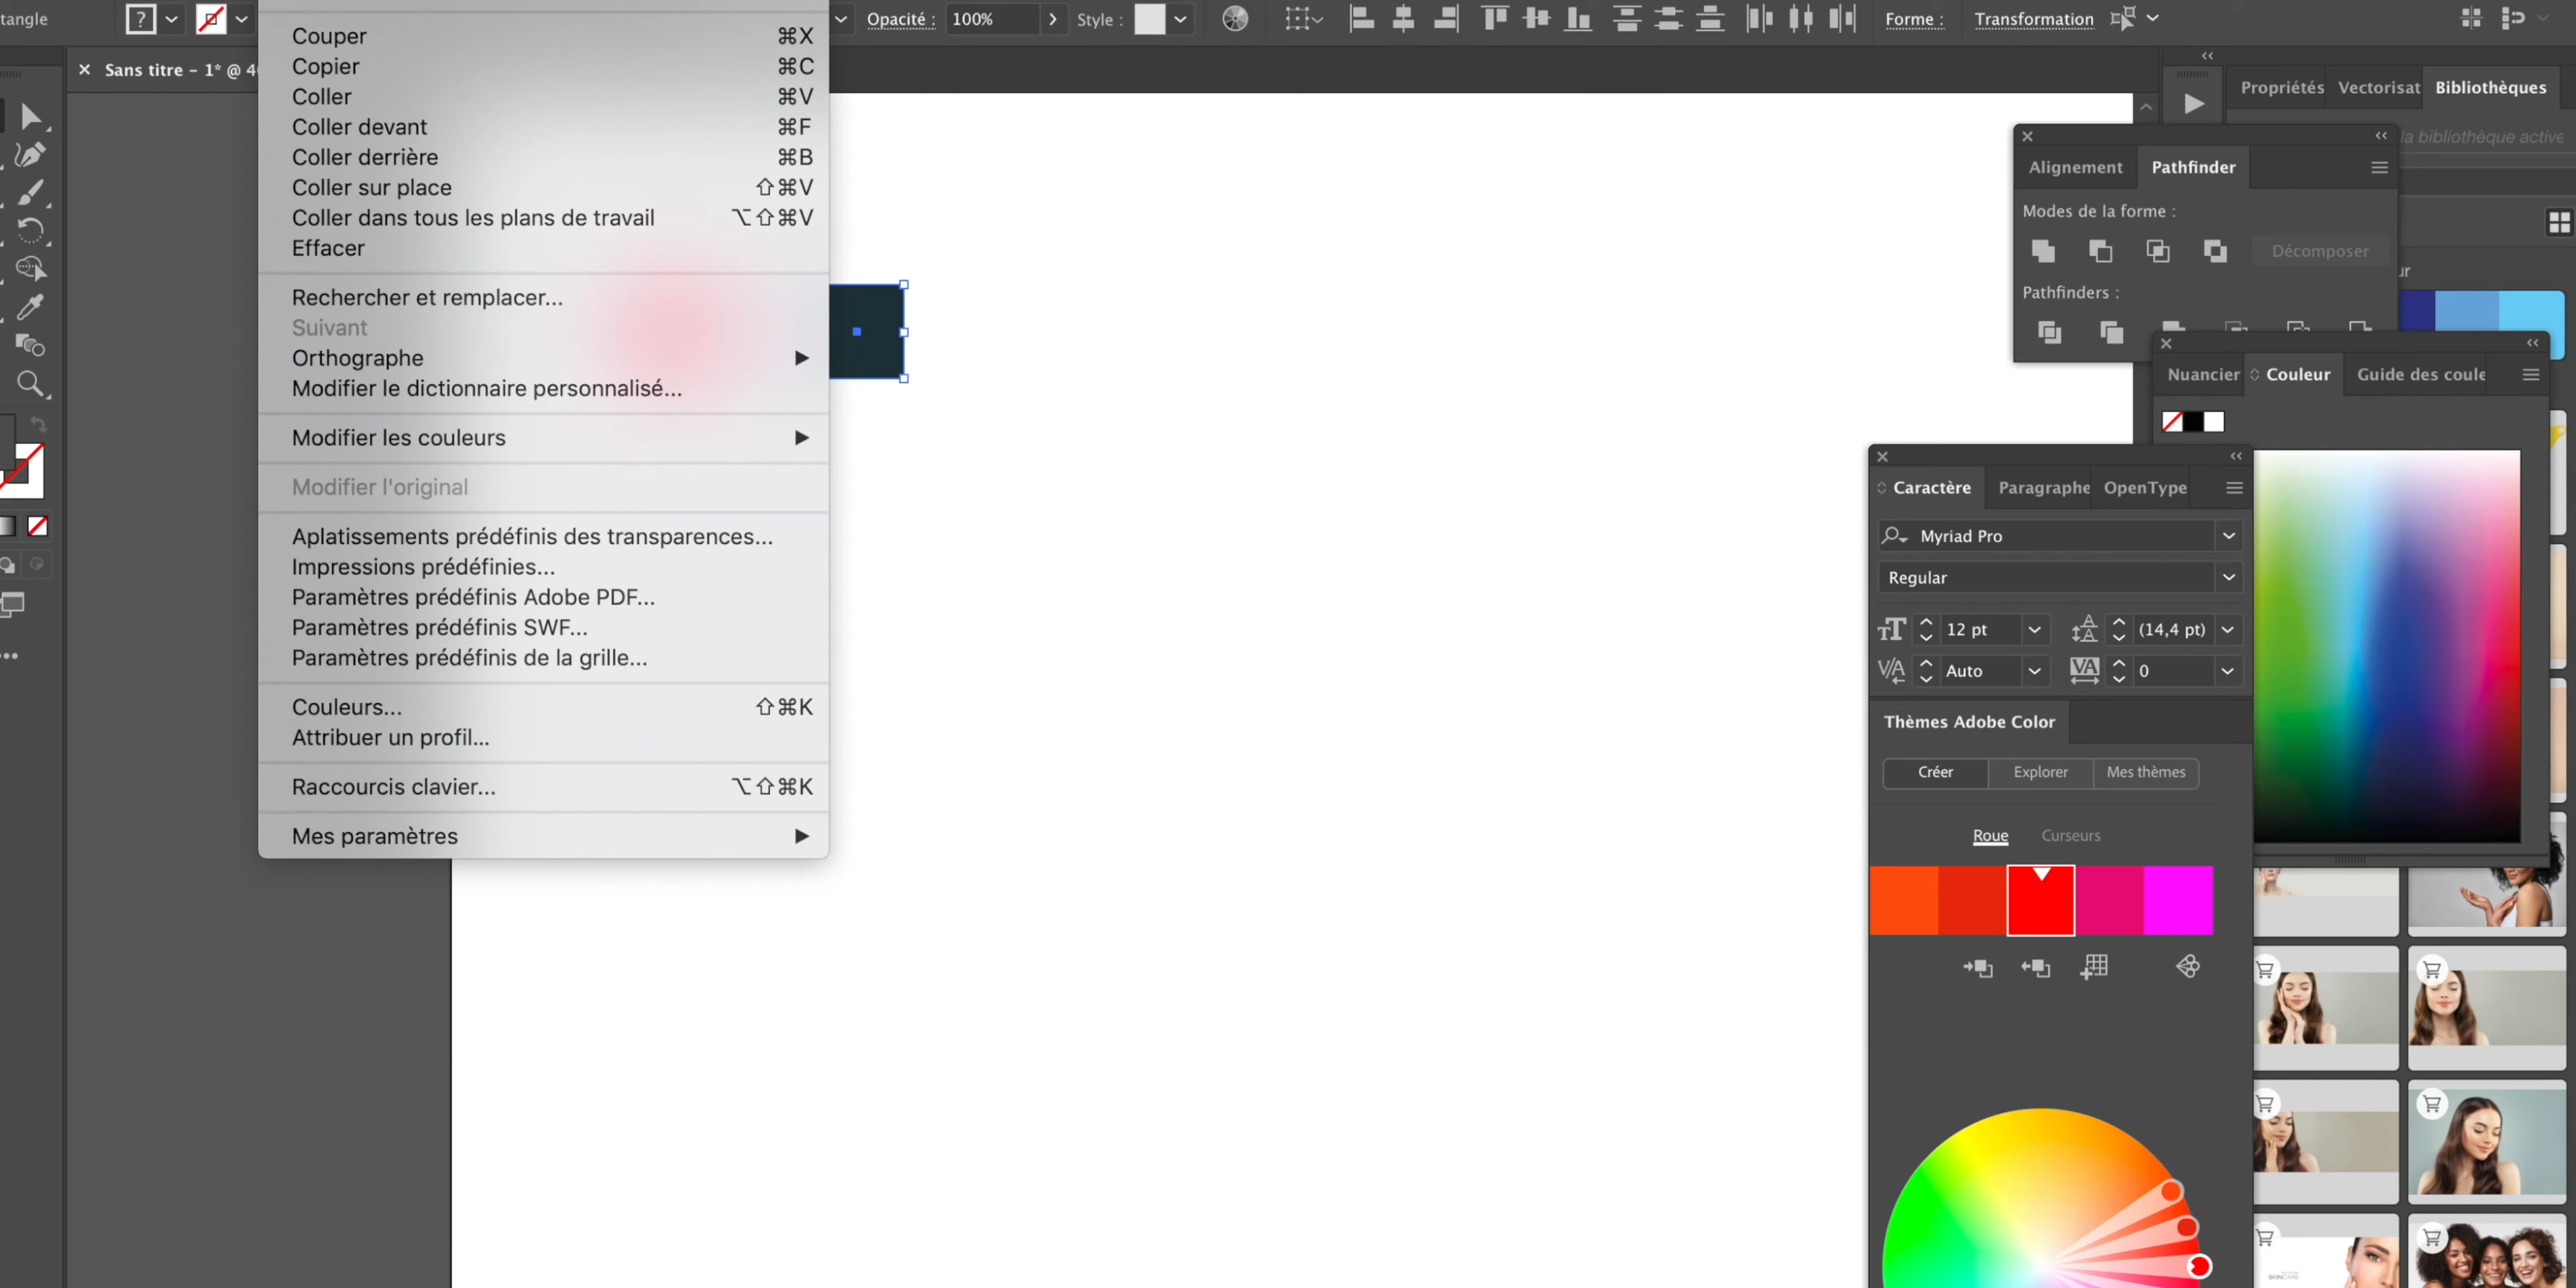 tangle
?
Opacité :
100%
Style :
Forme :
Transformation
Sans titre – 1* @ 4
Couper ⌘X
Copier ⌘C
Coller ⌘V
Coller devant ⌘F
Coller derrière ⌘B
Coller sur place ⇧⌘V
Coller dans tous les plans de travail ⌥⇧⌘V
Effacer
Rechercher et remplacer...
Suivant
Orthographe
Modifier le dictionnaire personnalisé...
Modifier les couleurs
Modifier l'original
Aplatissements prédéfinis des transparences...
Impressions prédéfinies...
Paramètres prédéfinis Adobe PDF...
Paramètres prédéfinis SWF...
Paramètres prédéfinis de la grille...
Couleurs... ⇧⌘K
Attribuer un profil...
Raccourcis clavier... ⌥⇧⌘K
Mes paramètres
Propriétés Vectorisat Bibliothèques
la bibliothèque active
Alignement Pathfinder
Modes de la forme :
Décomposer
ur
Pathfinders :
Nuancier Couleur Guide des coule
Caractère Paragraphe OpenType
Myriad Pro
Regular
12 pt (14,4 pt)
Auto 0
Thèmes Adobe Color
Créer Explorer Mes thèmes
Roue Curseurs